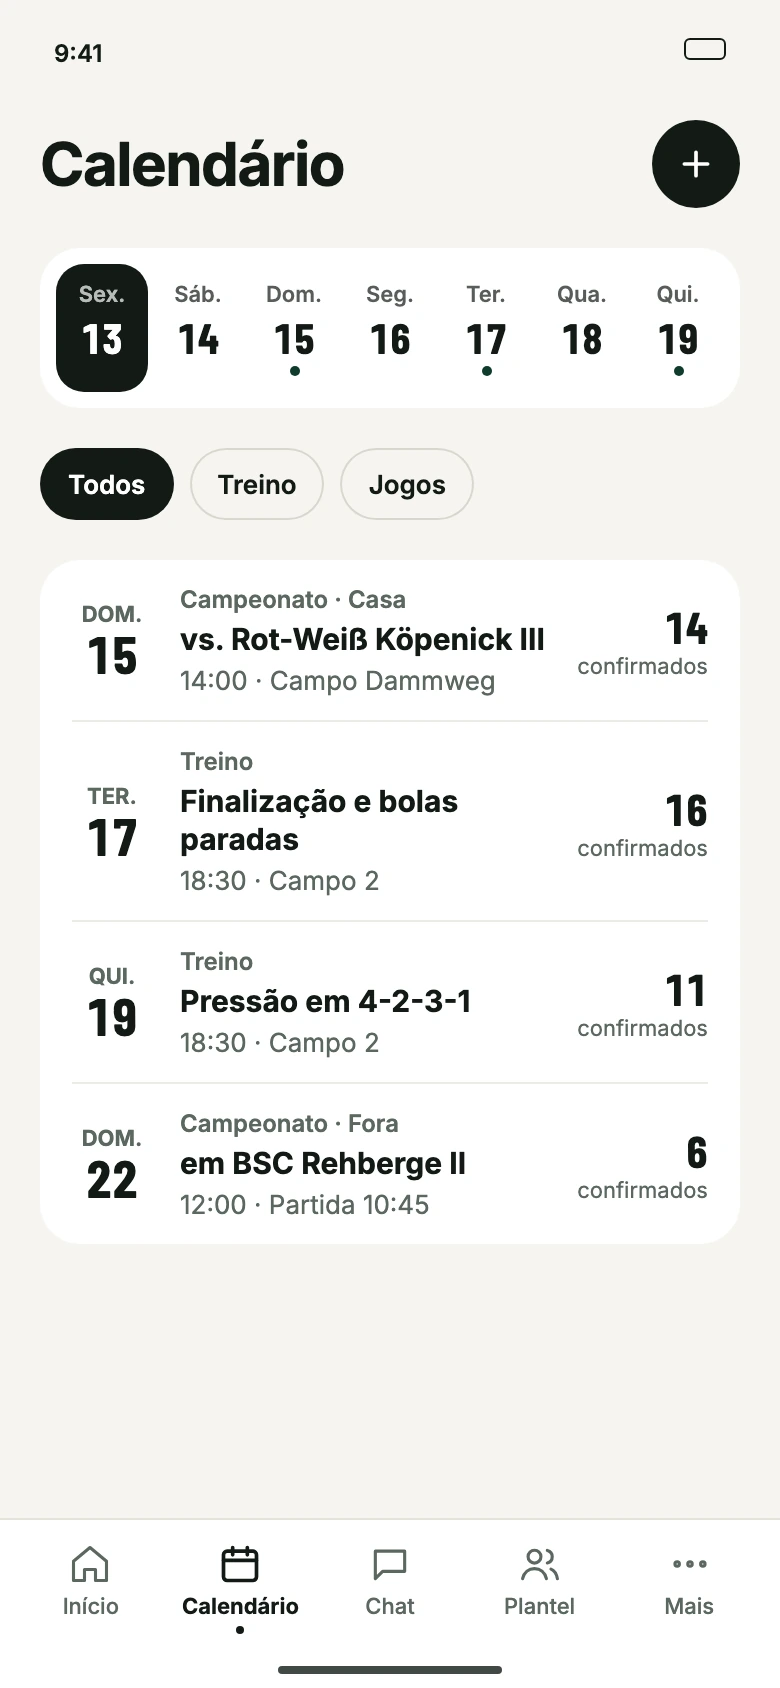 9:41
Calendário
Sex. Sáb. Dom. Seg. Ter. Qua. Qui.
13 14 15 16 17 18 19
Todos Treino Jogos
DOM.
15
Campeonato · Casa
vs. Rot-Weiß Köpenick III
14:00 · Campo Dammweg
14
confirmados
TER.
17
Treino
Finalização e bolas
paradas
18:30 · Campo 2
16
confirmados
QUI.
19
Treino
Pressão em 4-2-3-1
18:30 · Campo 2
11
confirmados
DOM.
22
Campeonato · Fora
em BSC Rehberge II
12:00 · Partida 10:45
6
confirmados
Início Calendário Chat Plantel Mais